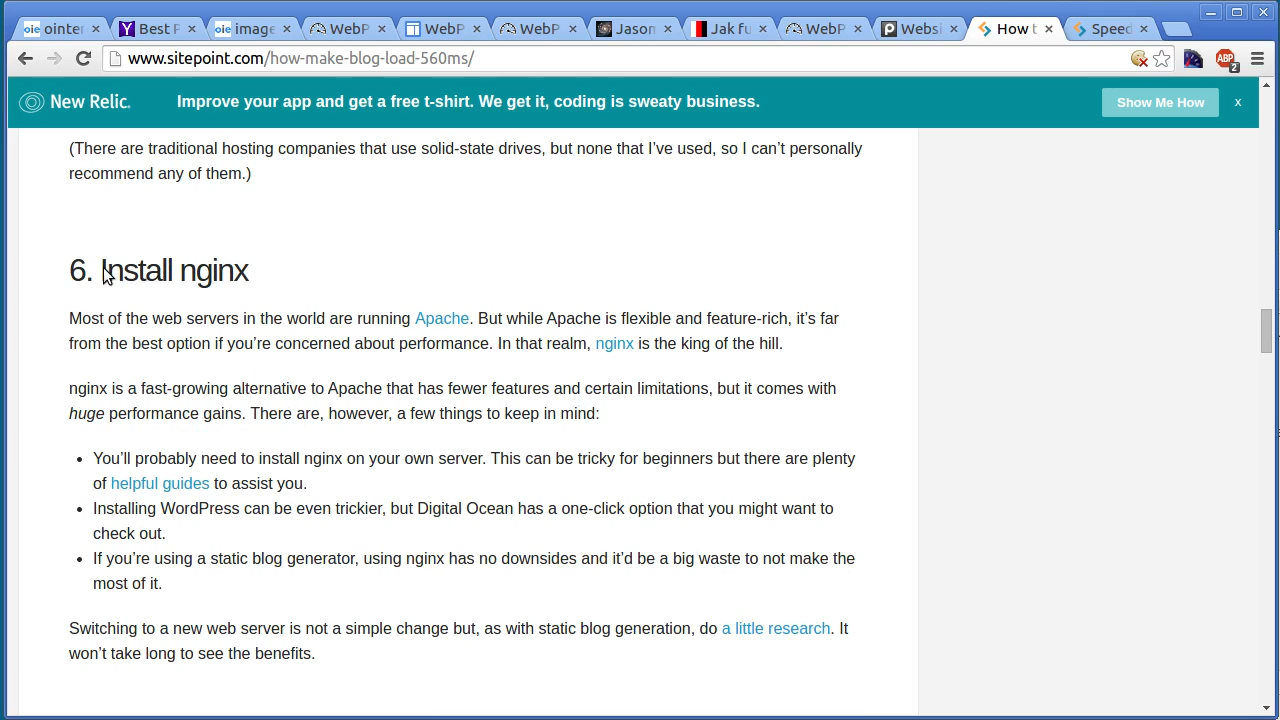 ointer
Best P
image
WebP
WebP
WebP
Jason
Jak fu
WebP
Websi
How t
Speed
www.sitepoint.com/how-make-blog-load-560ms/
ABP
2
New Relic.
Improve your app and get a free t-shirt. We get it, coding is sweaty business.
Show Me How
x
(There are traditional hosting companies that use solid-state drives, but none that I’ve used, so I can’t personally
recommend any of them.)
6. Install nginx
Most of the web servers in the world are running Apache. But while Apache is flexible and feature-rich, it’s far
from the best option if you’re concerned about performance. In that realm, nginx is the king of the hill.
nginx is a fast-growing alternative to Apache that has fewer features and certain limitations, but it comes with
huge performance gains. There are, however, a few things to keep in mind:
• You’ll probably need to install nginx on your own server. This can be tricky for beginners but there are plenty
of helpful guides to assist you.
• Installing WordPress can be even trickier, but Digital Ocean has a one-click option that you might want to
check out.
• If you’re using a static blog generator, using nginx has no downsides and it’d be a big waste to not make the
most of it.
Switching to a new web server is not a simple change but, as with static blog generation, do a little research. It
won’t take long to see the benefits.